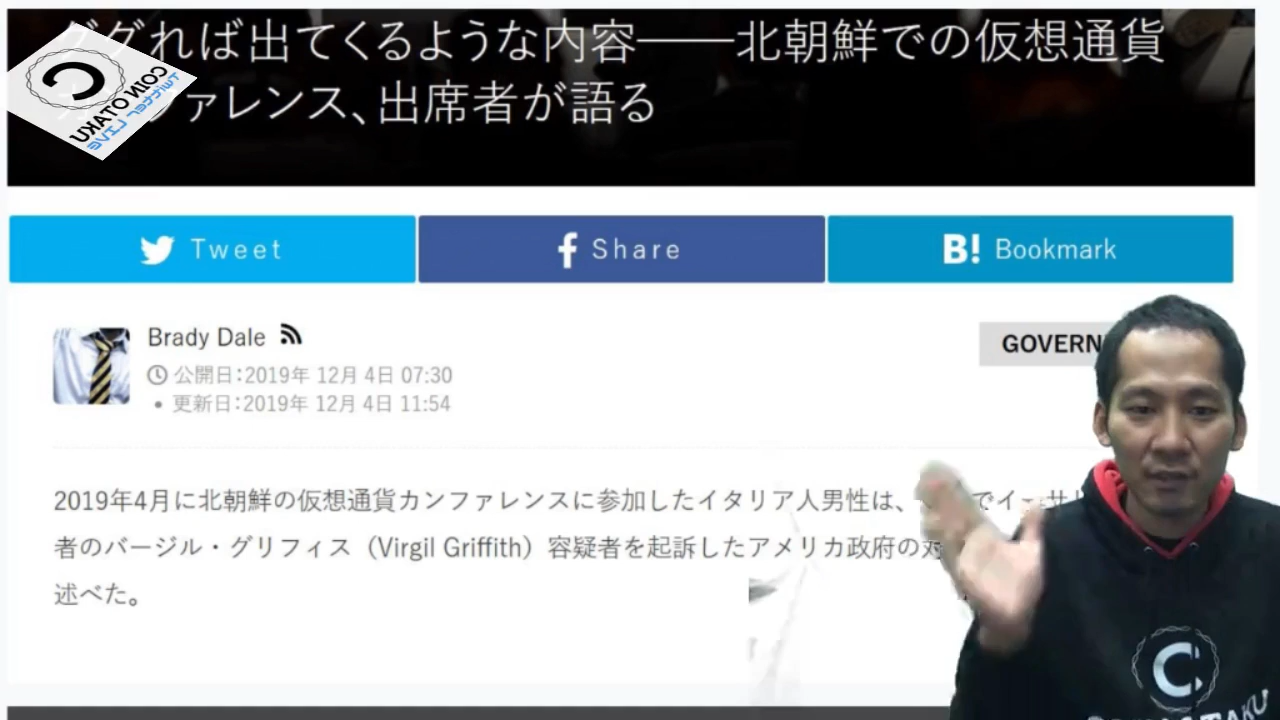 ググれば出てくるような内容――北朝鮮での仮想通貨
ァレンス、出席者が語る
COIN OTAKU
Twitter LIVE
Tweet
Share
B! Bookmark
Brady Dale
GOVERN
公開日：2019年 12月 4日 07:30
• 更新日：2019年 12月 4日 11:54
2019年4月に北朝鮮の仮想通貨カンファレンスに参加したイタリア人男性は、
者のバージル・グリフィス（Virgil Griffith）容疑者を起訴したアメリカ政府の対
述べた。